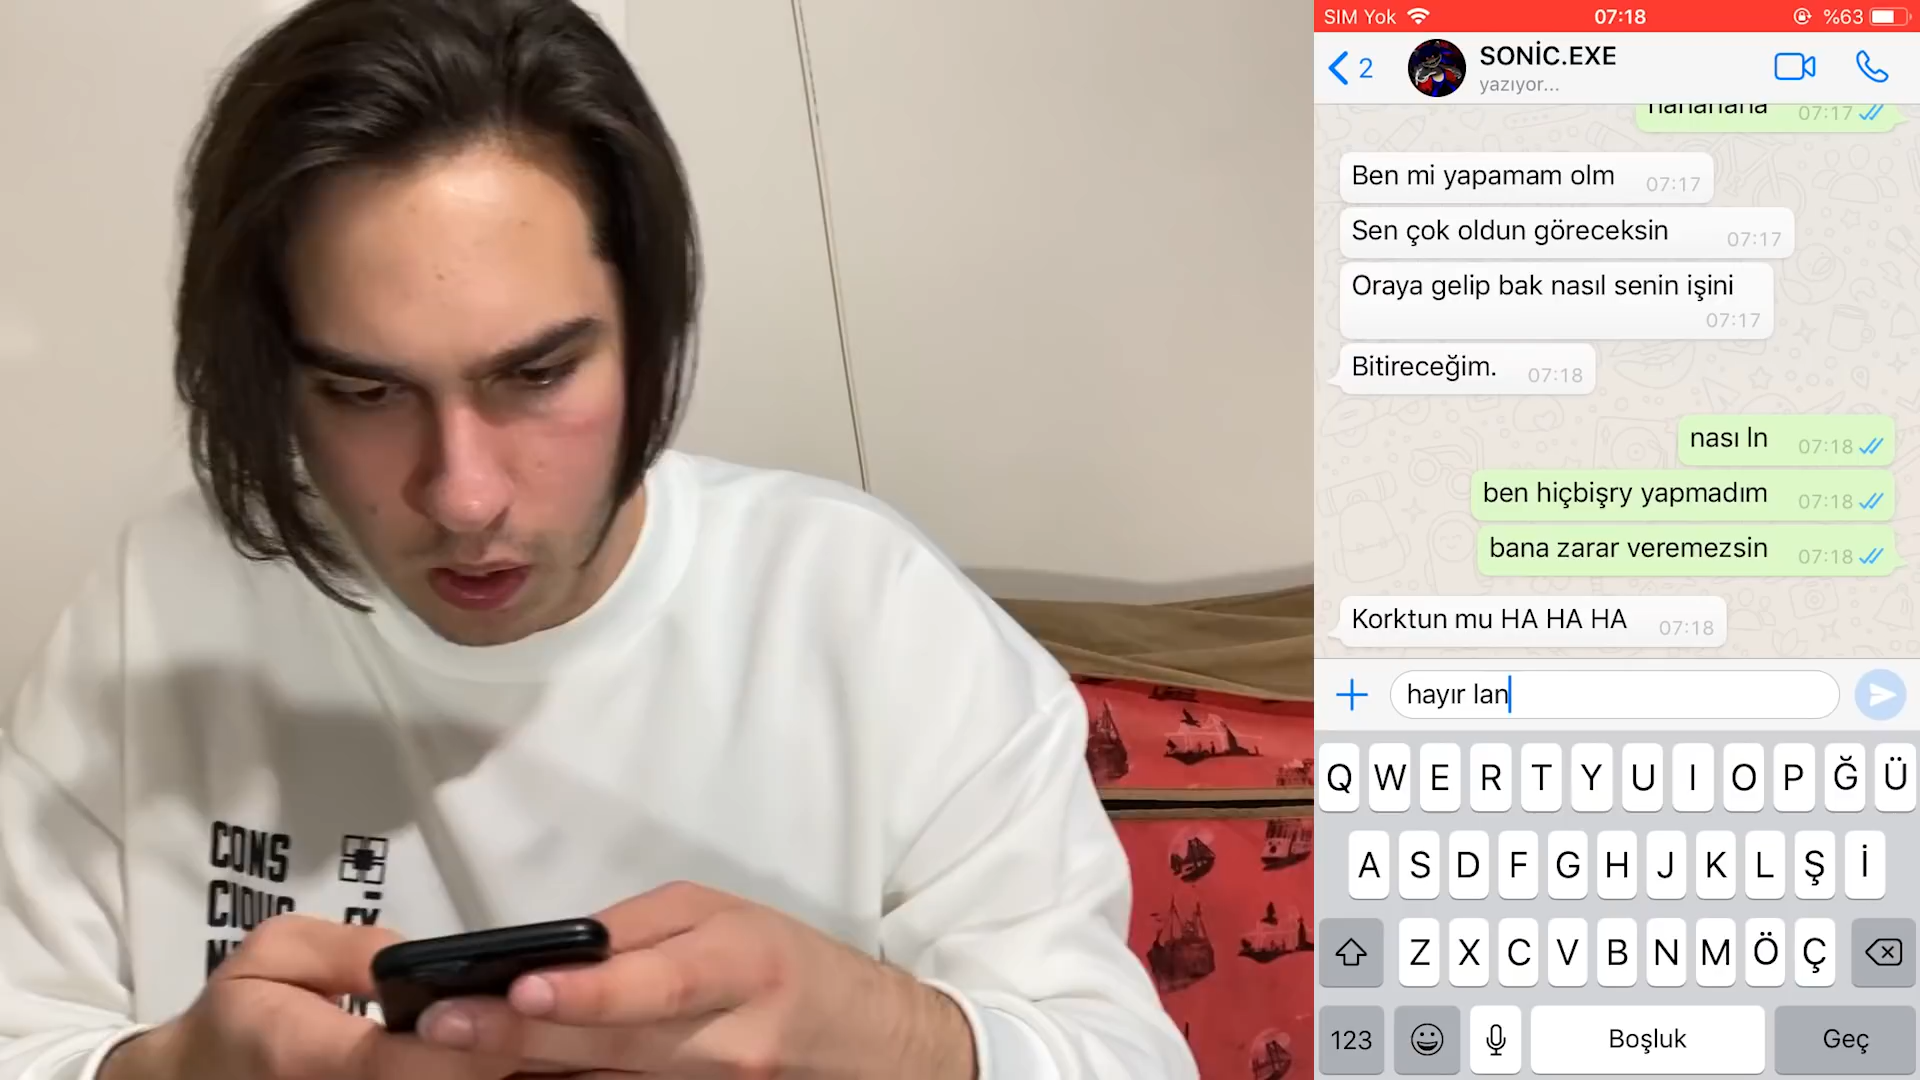 SIM Yok 07:18 %63
2 SONİC.EXE
yazıyor...
hahahaha 07:17
Ben mi yapamam olm 07:17
Sen çok oldun göreceksin 07:17
Oraya gelip bak nasıl senin işini
07:17
Bitireceğim. 07:18
nası ln 07:18
ben hiçbişry yapmadım 07:18
bana zarar veremezsin 07:18
Korktun mu HA HA HA 07:18
hayır lan
Q W E R T Y U I O P Ğ Ü
A S D F G H J K L Ş İ
Z X C V B N M Ö Ç
123 Boşluk Geç
CONS
CIOUS